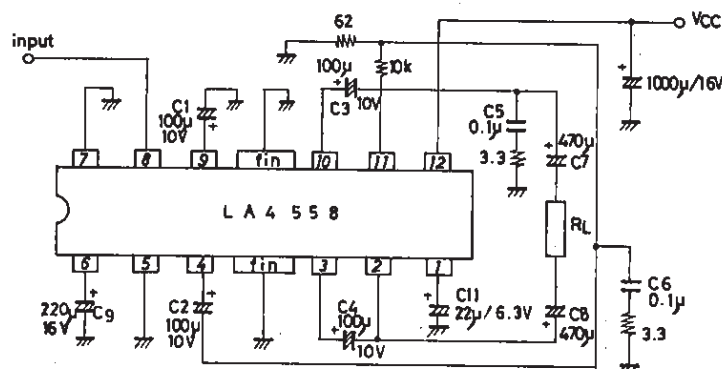 62
VCC
input
100µ
10k
C3
10V
1000µ/16V
C1
100µ
10V
C5
0.1µ
3.3
470µ
C7
7
8
9
fin
10
11
12
LA4558
RL
6
5
4
fin
3
2
1
220µ
16V
C9
C2
100µ
10V
C4
100µ
10V
C11
22µ/6.3V
C8
470µ
C6
0.1µ
3.3